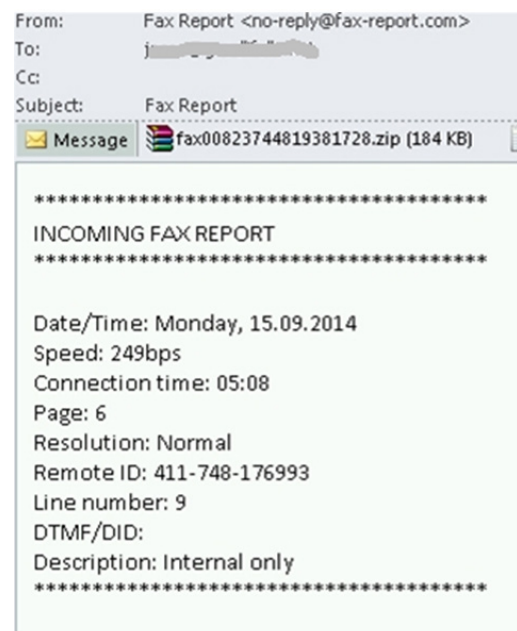 From: Fax Report <no-reply@fax-report.com>
To:
Cc:
Subject: Fax Report
Message fax00823744819381728.zip (184 KB)
***************************************
INCOMING FAX REPORT
***************************************
Date/Time: Monday, 15.09.2014
Speed: 249bps
Connection time: 05:08
Page: 6
Resolution: Normal
Remote ID: 411-748-176993
Line number: 9
DTMF/DID:
Description: Internal only
***************************************